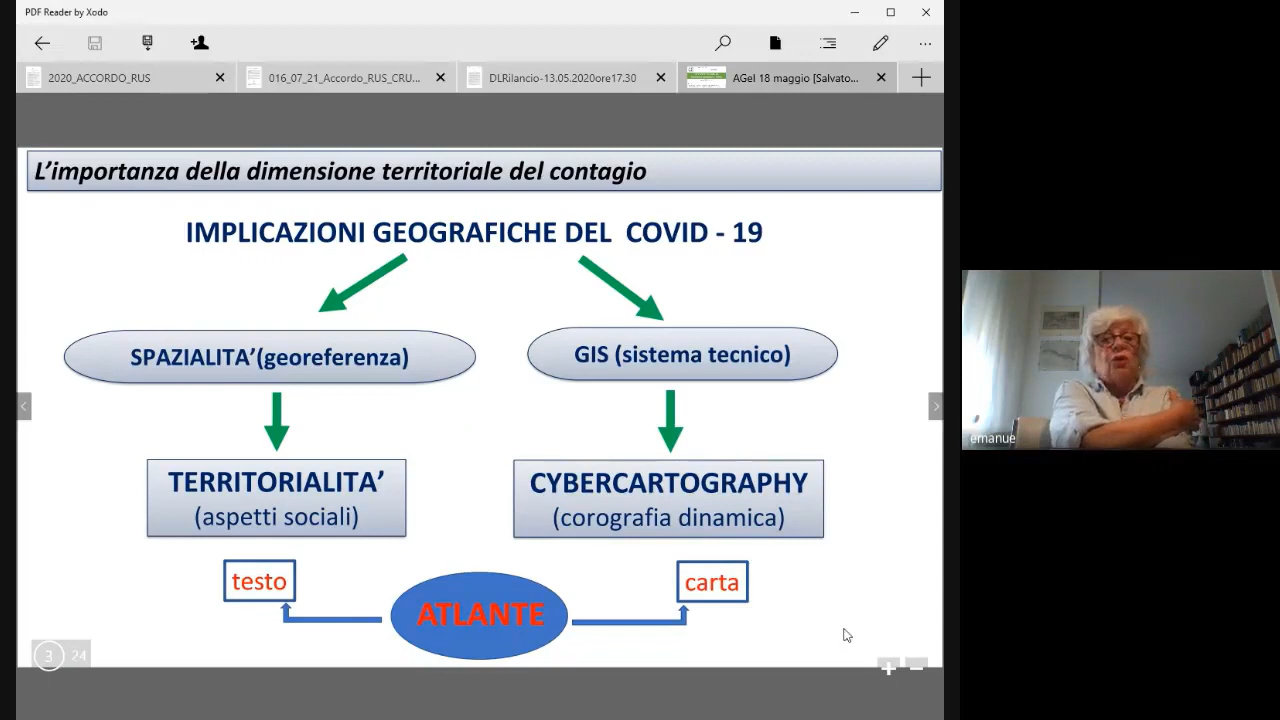 PDF Reader by Xodo
2020_ACCORDO_RUS
016_07_21_Accordo_RUS_CRU...
DLRilancio-13.05.2020ore17.30
AGeI 18 maggio [Salvato...
L'importanza della dimensione territoriale del contagio
IMPLICAZIONI GEOGRAFICHE DEL COVID - 19
SPAZIALITA'(georeferenza)
GIS (sistema tecnico)
TERRITORIALITA'
(aspetti sociali)
CYBERCARTOGRAPHY
(corografia dinamica)
testo
carta
ATLANTE
3 24
emanue